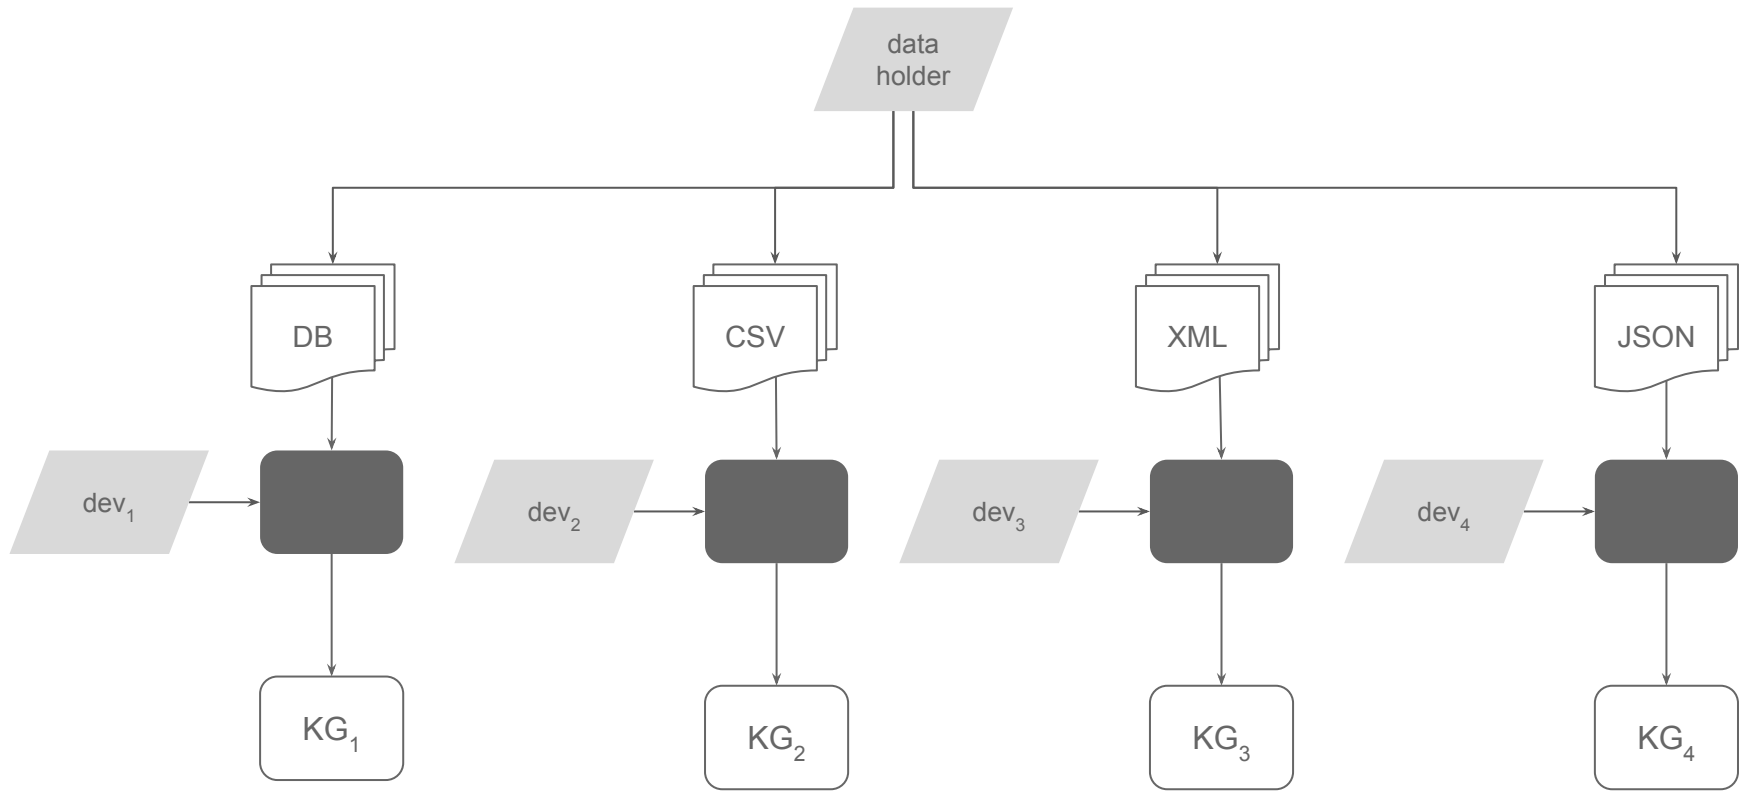 data
holder
DB
CSV
XML
JSON
dev₁
dev₂
dev₃
dev₄
KG₁
KG₂
KG₃
KG₄